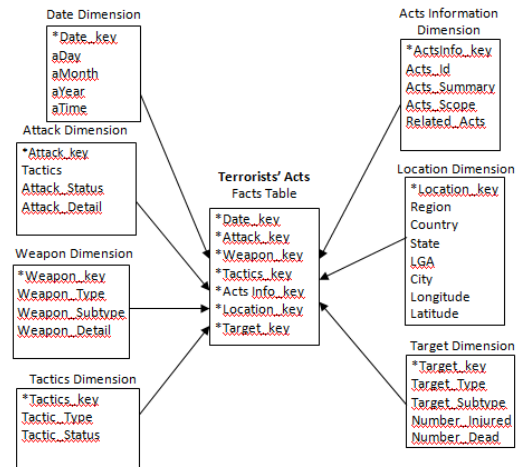 Date Dimension
*Date_key
aDay
aMonth
aYear
aTime
Attack Dimension
*Attack_key
Tactics
Attack_Status
Attack_Detail
Weapon Dimension
*Weapon_key
Weapon_Type
Weapon_Subtype
Weapon_Detail
Tactics Dimension
*Tactics_key
Tactic_Type
Tactic_Status
Terrorists' Acts
Facts Table
*Date_key
*Attack_key
*Weapon_key
*Tactics_key
*Acts Info_key
*Location_key
*Target_key
Acts Information
Dimension
*ActsInfo_key
Acts_Id
Acts_Summary
Acts_Scope
Related_Acts
Location Dimension
*Location_key
Region
Country
State
LGA
City
Longitude
Latitude
Target Dimension
*Target_key
Target_Type
Target_Subtype
Number_Injured
Number_Dead